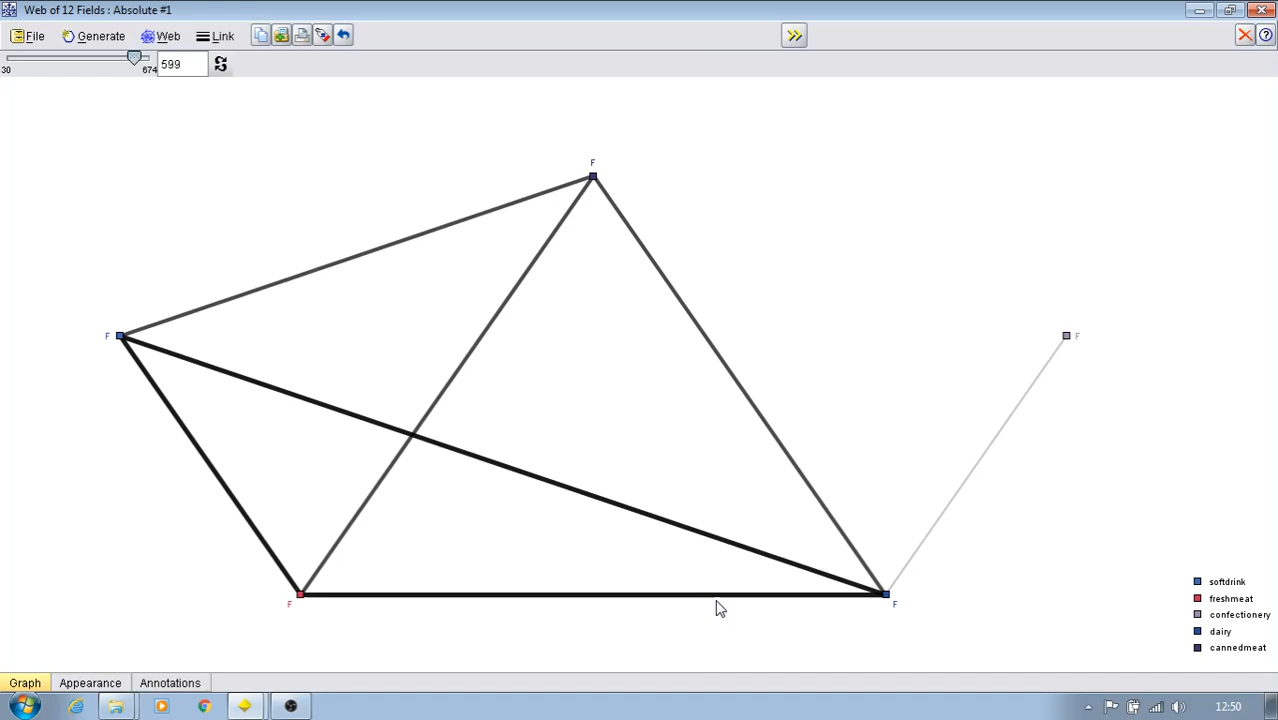 Web of 12 Fields : Absolute #1
File Generate Web Link
30 674 599
F
F
F
F
F
softdrink
freshmeat
confectionery
dairy
cannedmeat
Graph Appearance Annotations
12:50